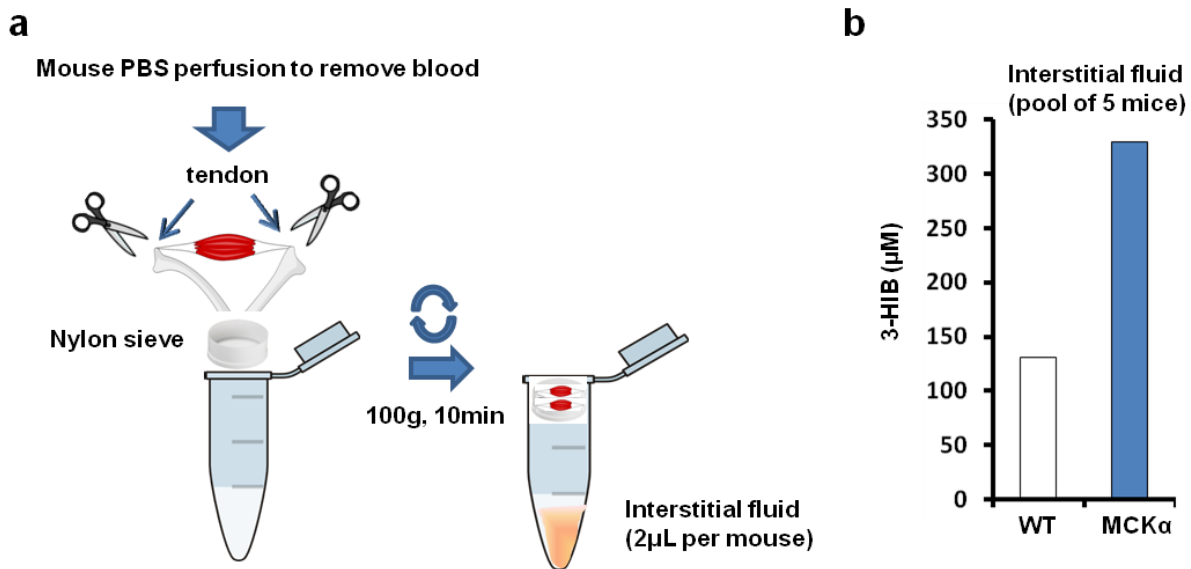 a
Mouse PBS perfusion to remove blood
tendon
Nylon sieve
100g, 10min
Interstitial fluid
(2µL per mouse)
b
Interstitial fluid
(pool of 5 mice)
3-HIB (µM)
350
300
250
200
150
100
50
0
WT
MCKα